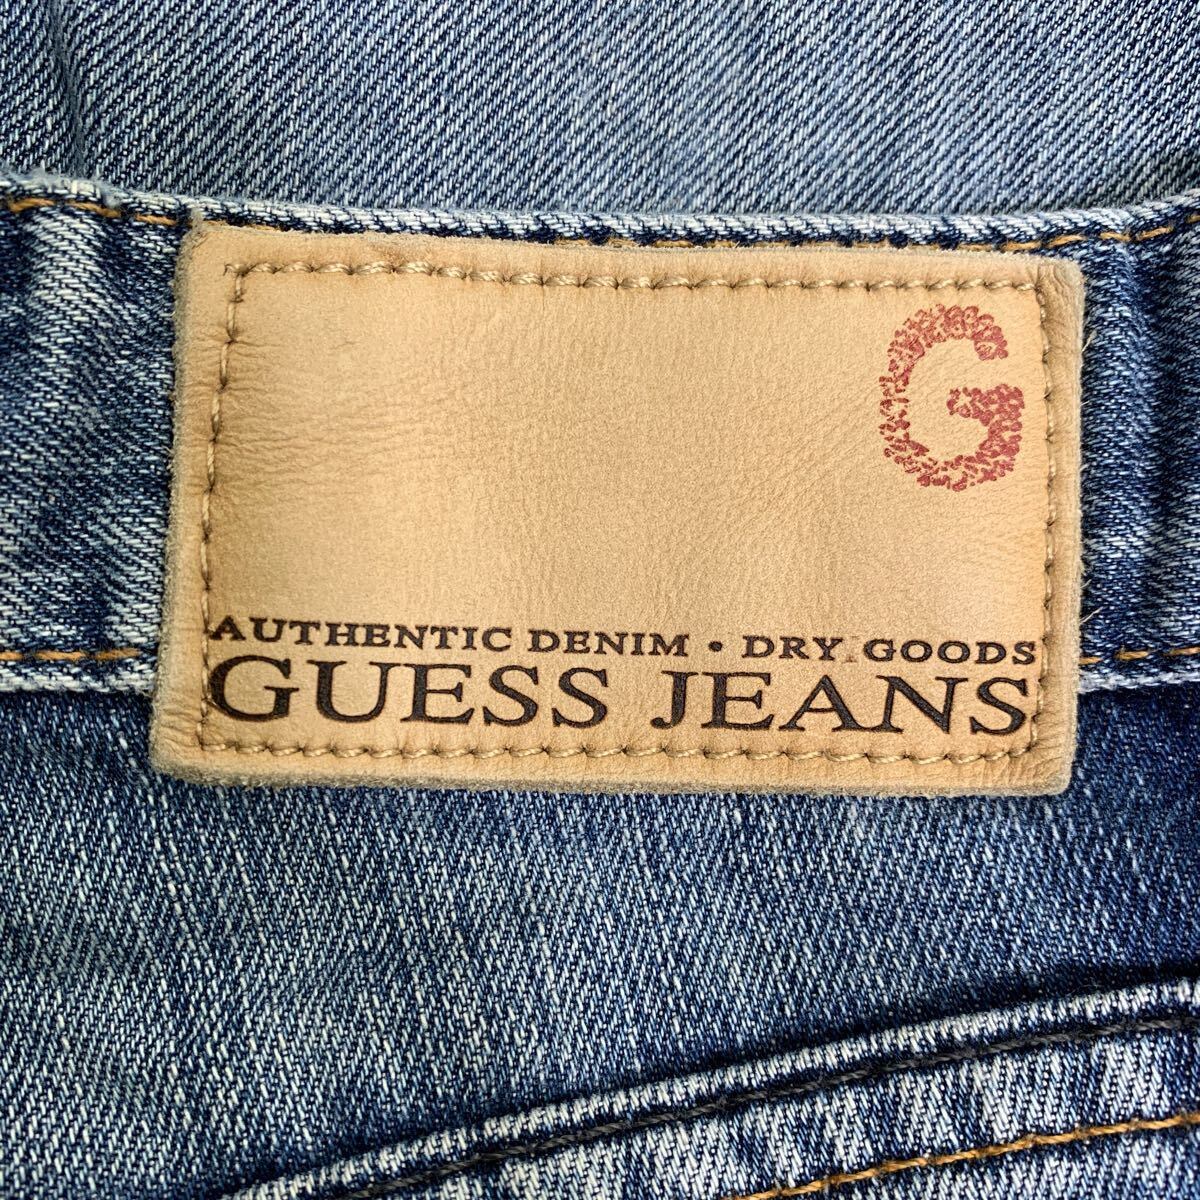 G
AUTHENTIC DENIM • DRY GOODS
GUESS JEANS